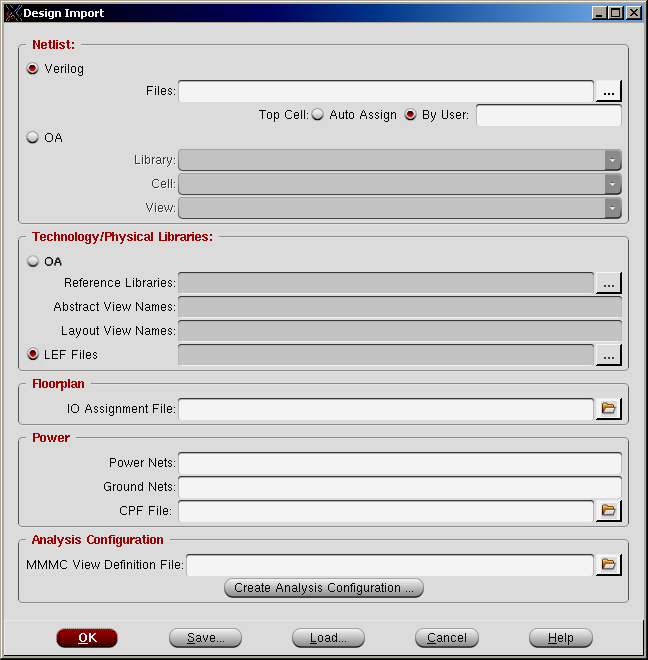 Design Import
Netlist:
Verilog
Files:
...
Top Cell: Auto Assign By User:
OA
Library:
Cell:
View:
Technology/Physical Libraries:
OA
Reference Libraries:
...
Abstract View Names:
Layout View Names:
LEF Files
...
Floorplan
IO Assignment File:
Power
Power Nets:
Ground Nets:
CPF File:
Analysis Configuration
MMMC View Definition File:
Create Analysis Configuration ...
OK Save... Load... Cancel Help